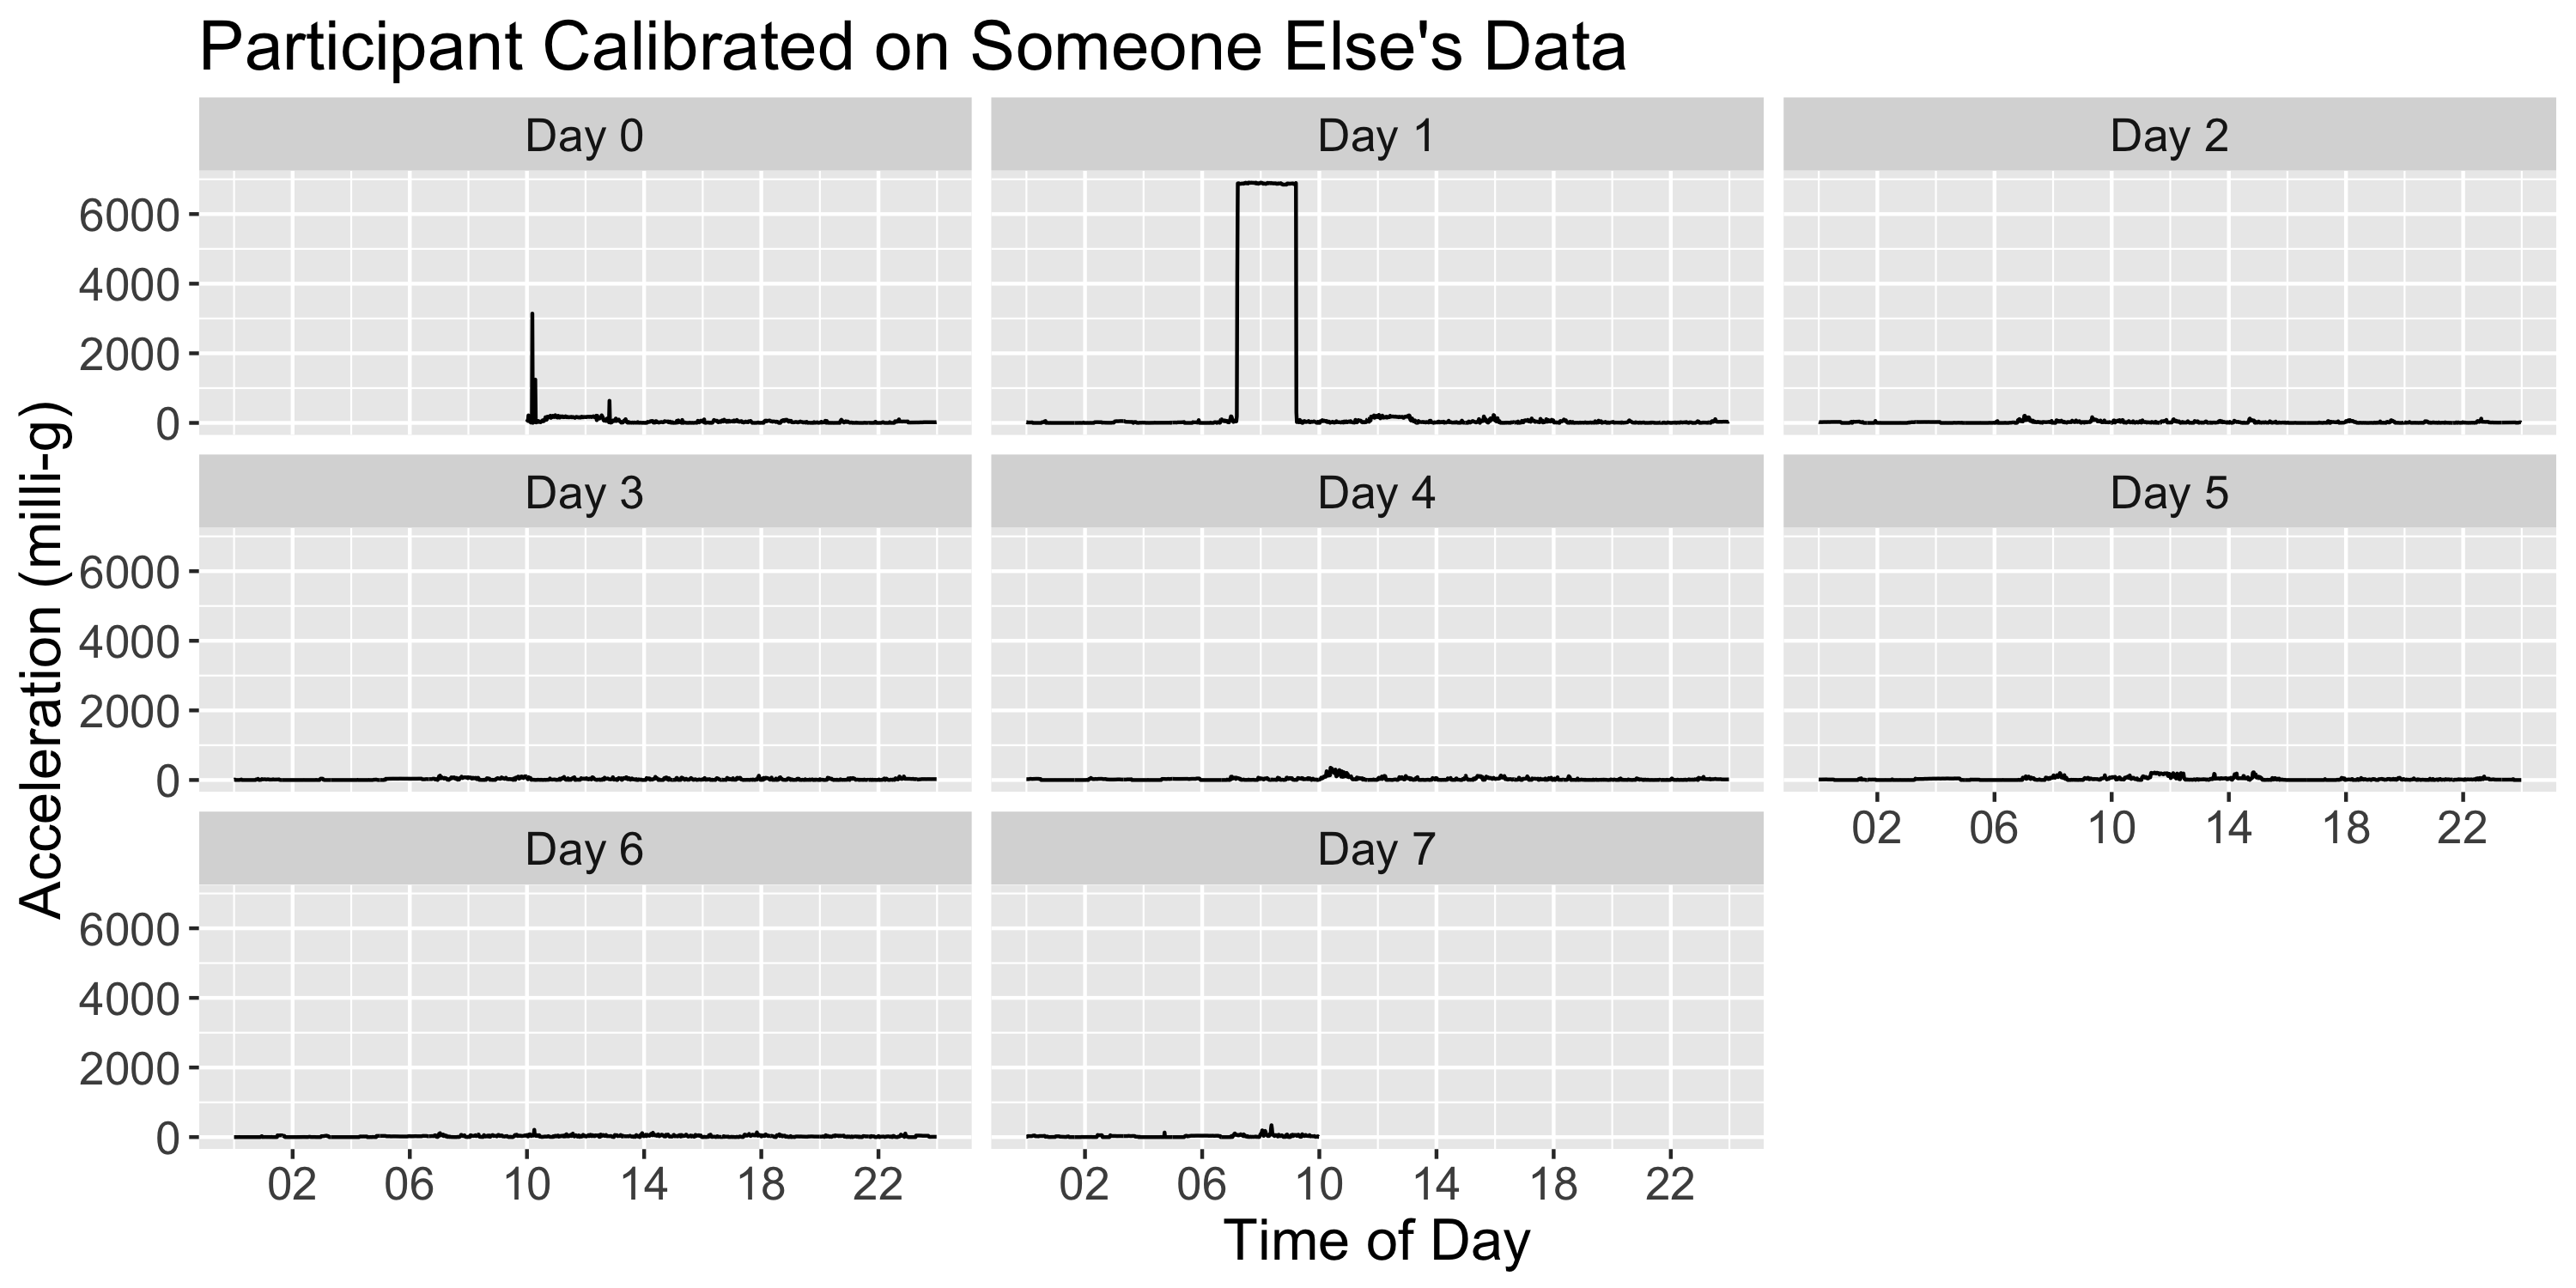 Participant Calibrated on Someone Else's Data
Day 0
Day 1
Day 2
6000
4000
2000
0
Day 3
Day 4
Day 5
6000
4000
2000
0
02 06 10 14 18 22
Day 6
Day 7
6000
4000
2000
0
02 06 10 14 18 22
02 06 10 14 18 22
Acceleration (milli-g)
Time of Day